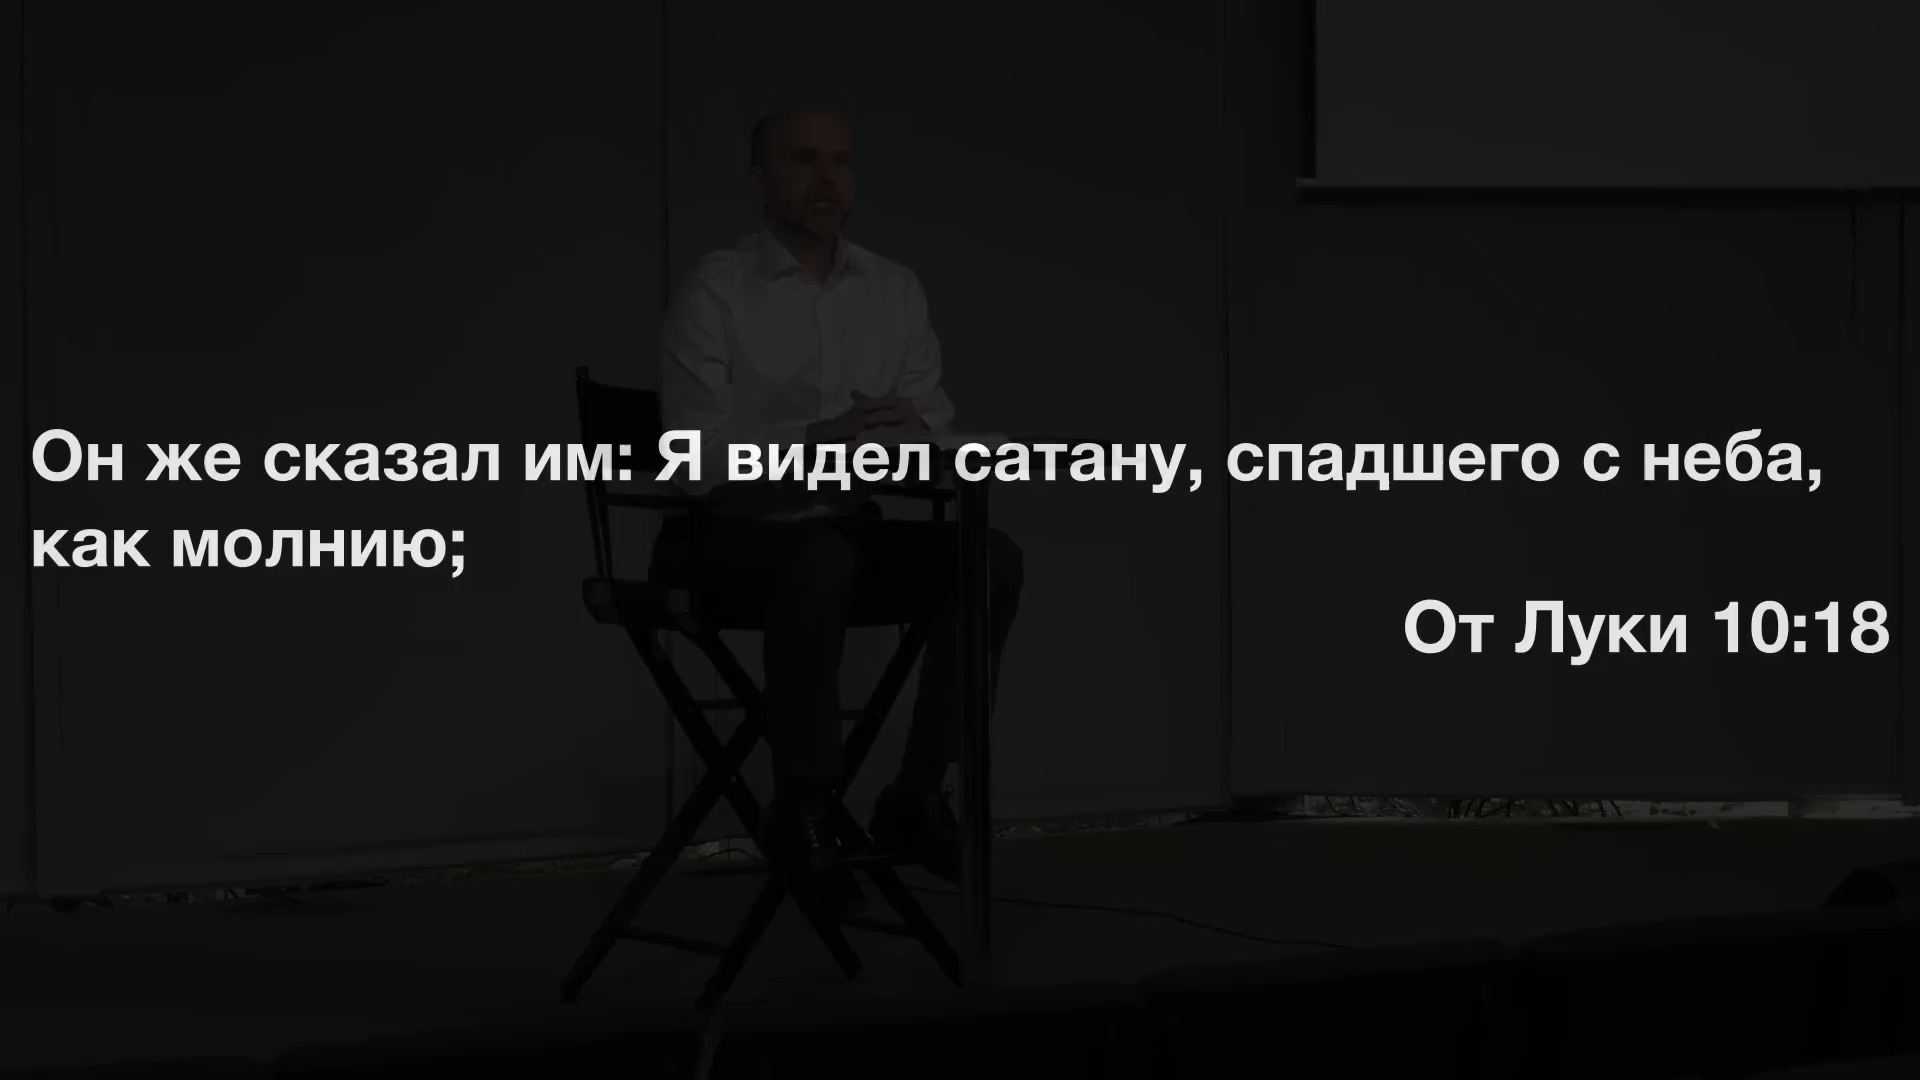 Он же сказал им: Я видел сатану, спадшего с неба,
как молнию;
От Луки 10:18